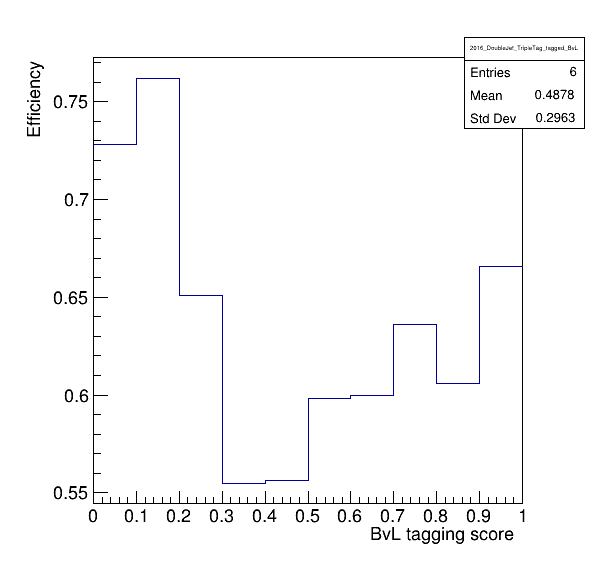 2016_DoubleJet_TripleTag_tagged_BvL
Entries 6
Mean 0.4878
Std Dev 0.2963
Efficiency
0.75
0.7
0.65
0.6
0.55
0 0.1 0.2 0.3 0.4 0.5 0.6 0.7 0.8 0.9 1
BvL tagging score